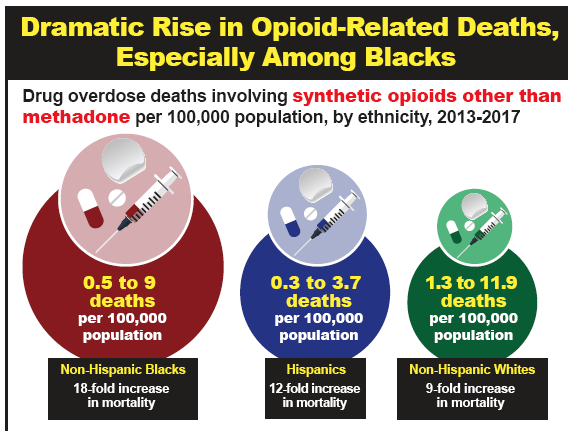 Dramatic Rise in Opioid-Related Deaths,
Especially Among Blacks
Drug overdose deaths involving synthetic opioids other than
methadone per 100,000 population, by ethnicity, 2013-2017
0.5 to 9
deaths
per 100,000
population
Non-Hispanic Blacks
18-fold increase
in mortality
0.3 to 3.7
deaths
per 100,000
population
Hispanics
12-fold increase
in mortality
1.3 to 11.9
deaths
per 100,000
population
Non-Hispanic Whites
9-fold increase
in mortality